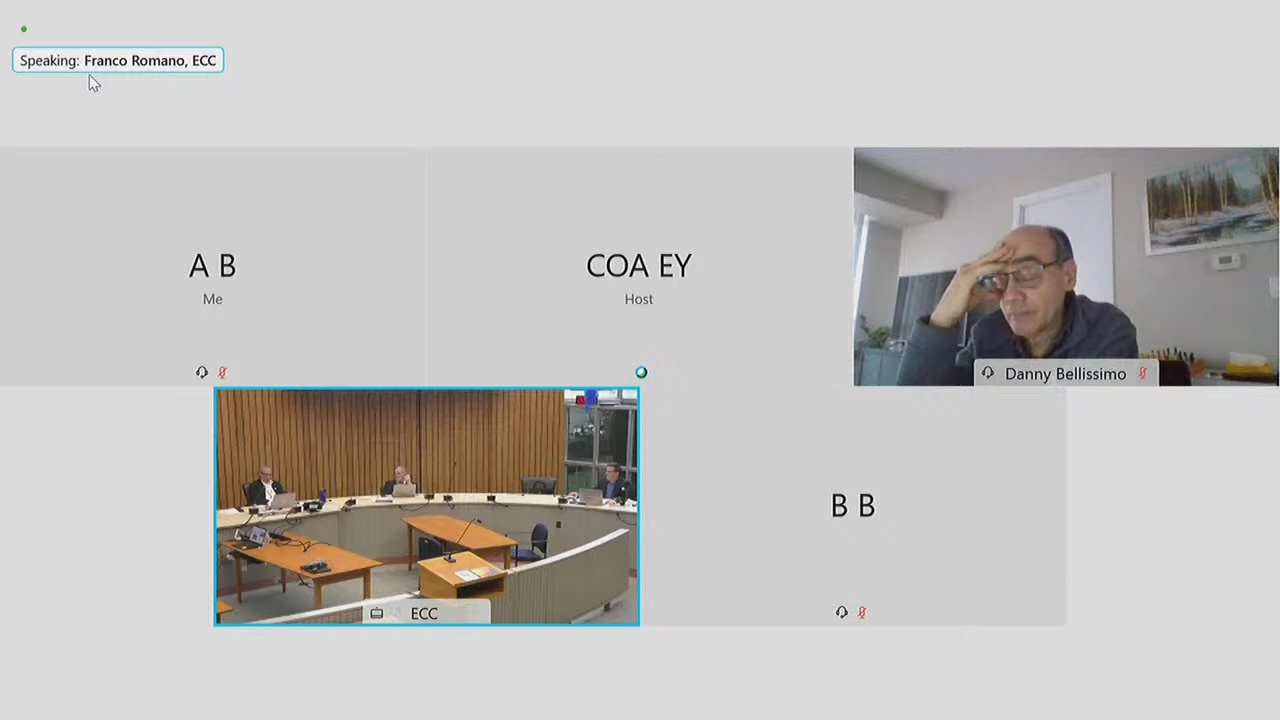 Speaking: Franco Romano, ECC
A B
Me
COA EY
Host
Danny Bellissimo
ECC
B B